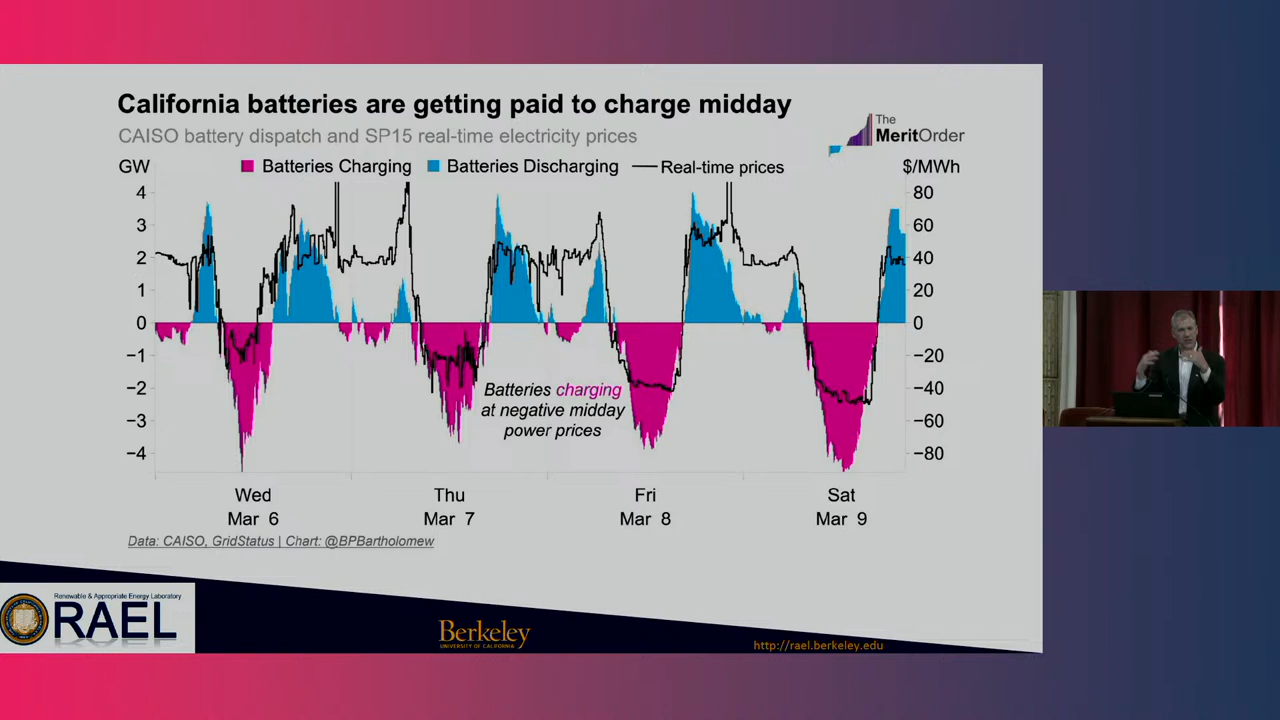 California batteries are getting paid to charge midday
CAISO battery dispatch and SP15 real-time electricity prices
The
MeritOrder
GW
Batteries Charging
Batteries Discharging
Real-time prices
$/MWh
4
3
2
1
0
−1
−2
−3
−4
80
60
40
20
0
−20
−40
−60
−80
Batteries charging
at negative midday
power prices
Wed
Mar 6
Thu
Mar 7
Fri
Mar 8
Sat
Mar 9
Data: CAISO, GridStatus | Chart: @BPBartholomew
Renewable & Appropriate Energy Laboratory
RAEL
Berkeley
UNIVERSITY OF CALIFORNIA
http://rael.berkeley.edu